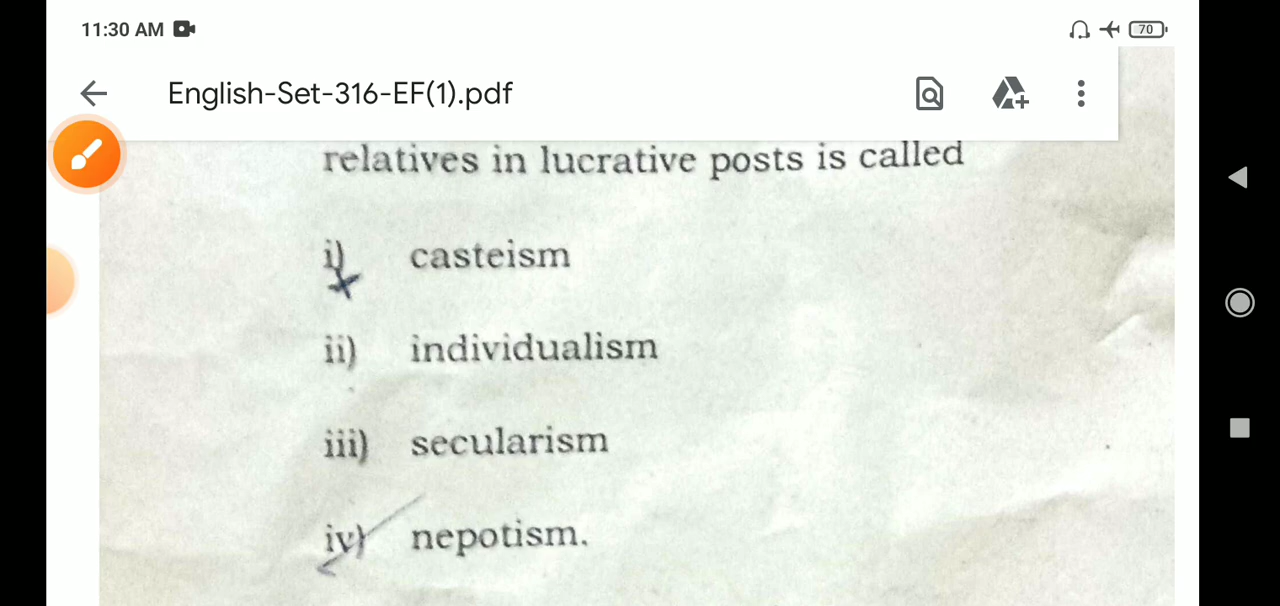 11:30 AM
70
English-Set-316-EF(1).pdf
relatives in lucrative posts is called
i) casteism
ii) individualism
iii) secularism
iv) nepotism.